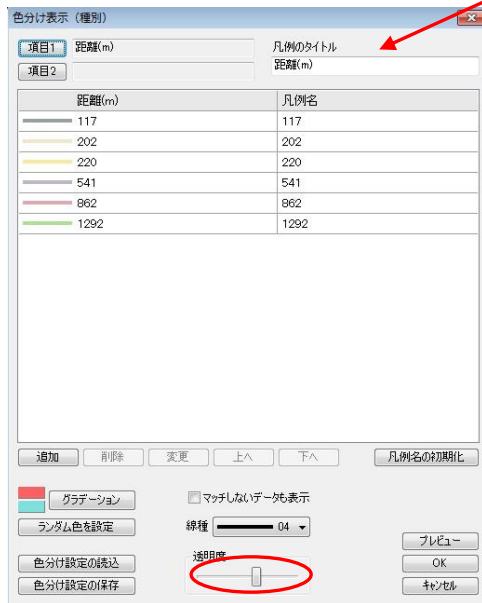 色分け表示（種別）
項目1 距離(m) 凡例のタイトル
項目2 距離(m)
距離(m) 凡例名
117 117
202 202
220 220
541 541
862 862
1292 1292
追加 削除 変更 上へ 下へ 凡例名の初期化
グラデーション マッチしないデータも表示
ランダム色を設定 線種 04
プレビュー
色分け設定の読込 透明度 OK
色分け設定の保存 キャンセル